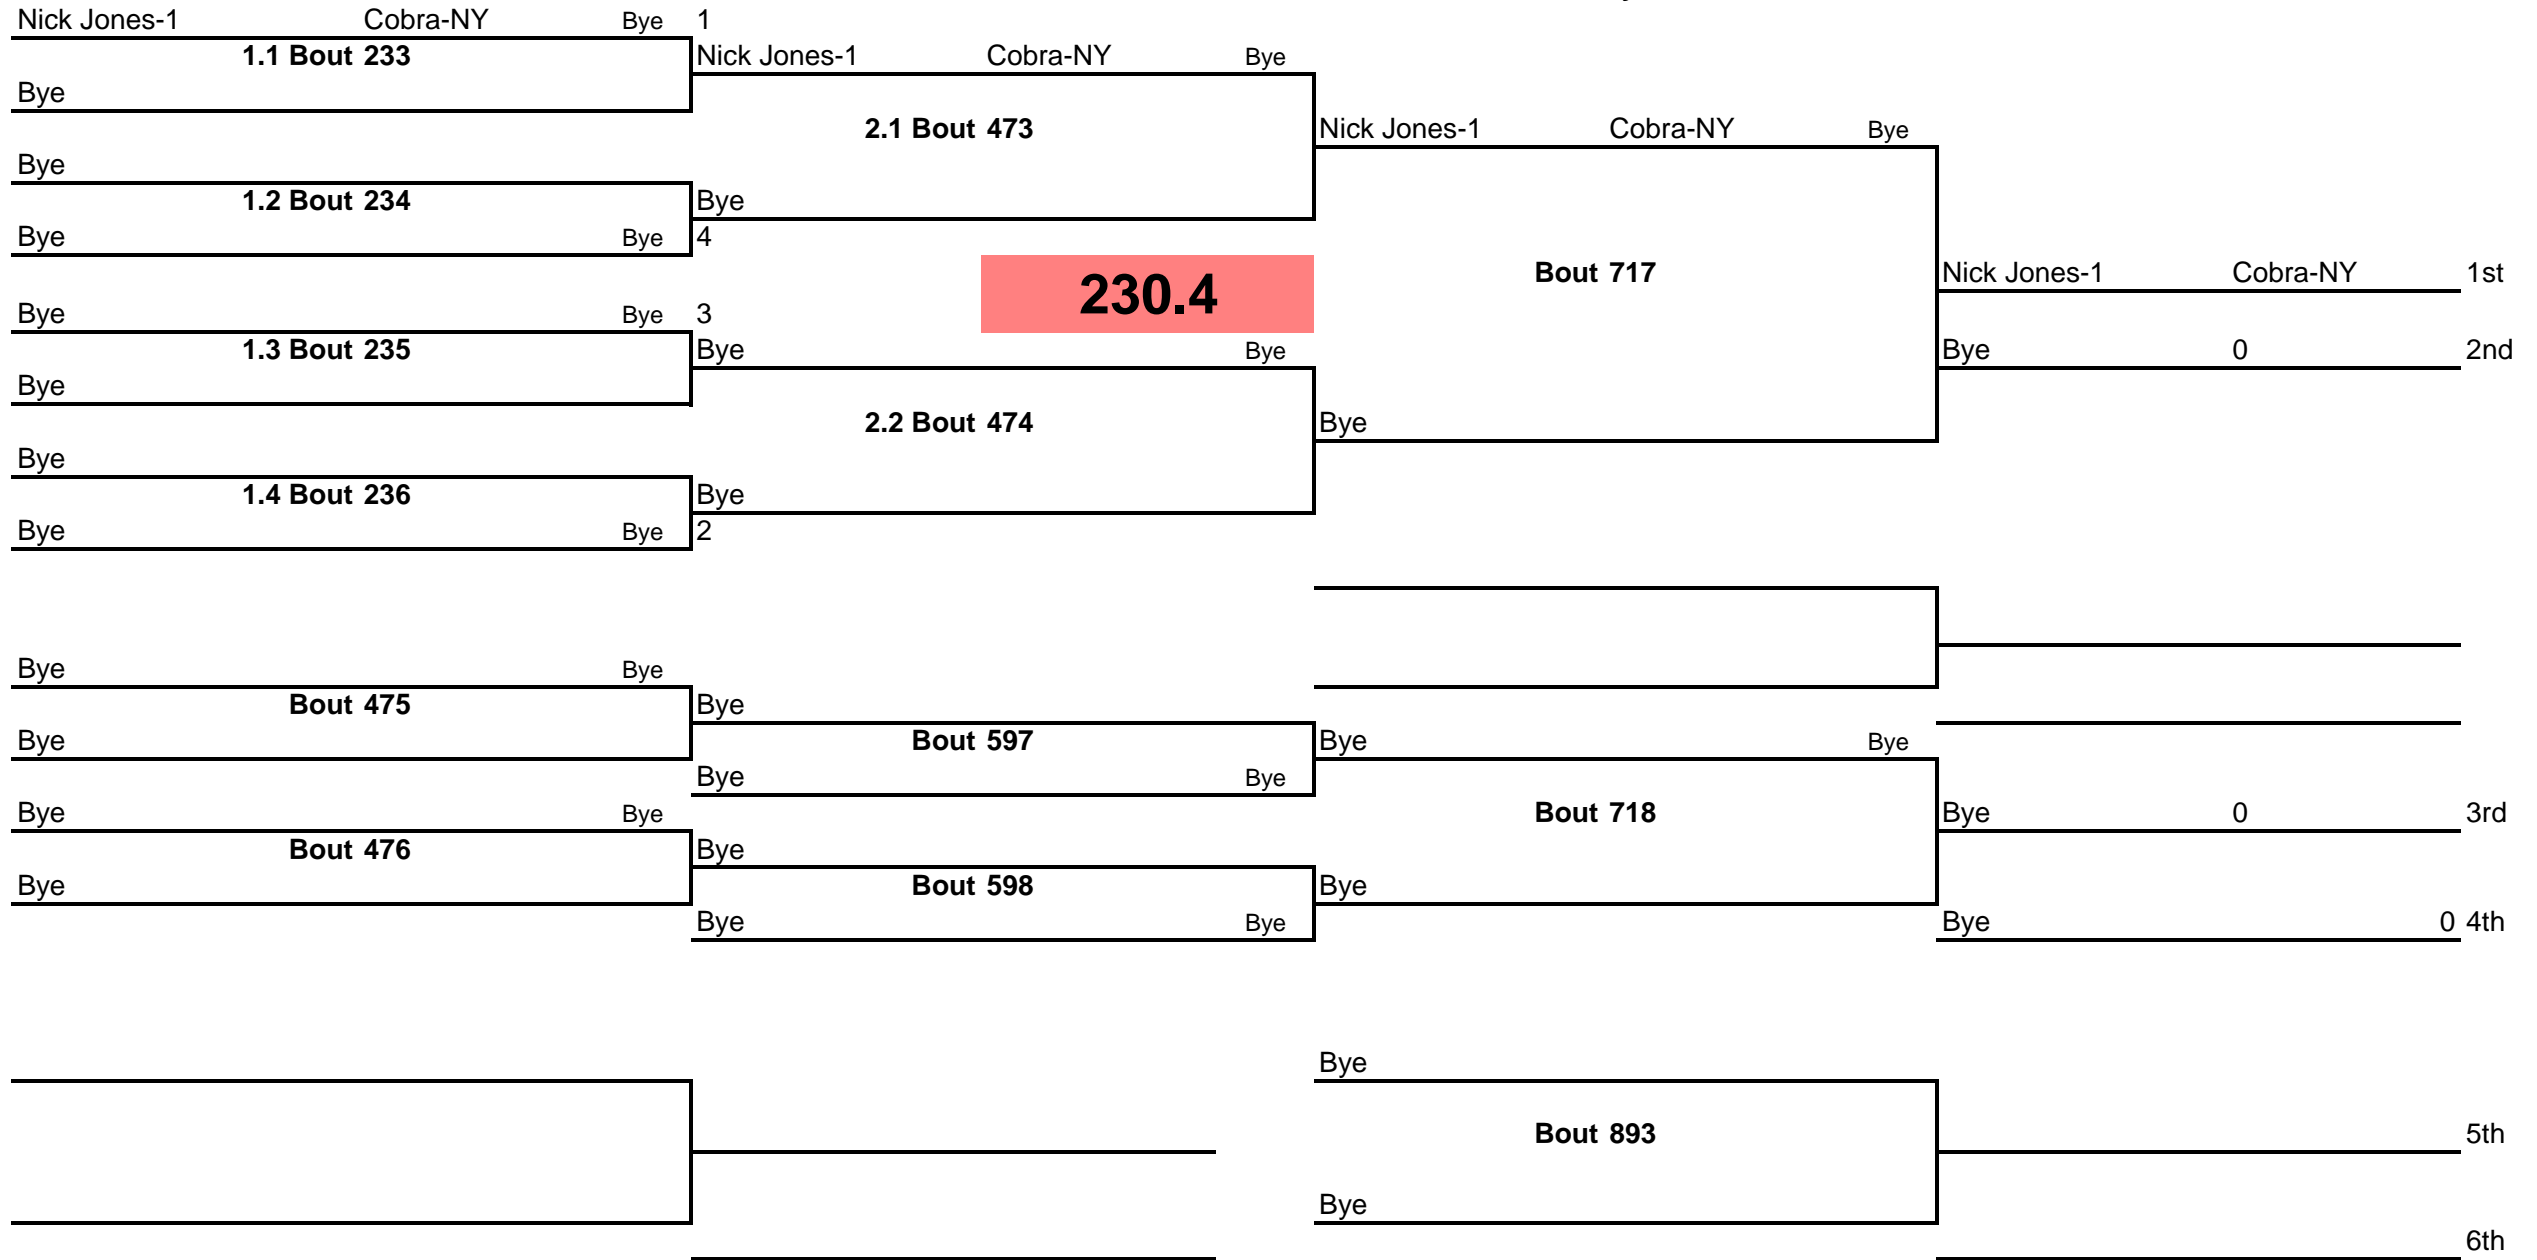 Nick Jones-1 Cobra-NY Bye 1
1.1 Bout 233 Nick Jones-1 Cobra-NY Bye
Bye
2.1 Bout 473 Nick Jones-1 Cobra-NY Bye
Bye
1.2 Bout 234 Bye
Bye Bye 4
230.4 Bout 717 Nick Jones-1 Cobra-NY 1st
Bye Bye 3
1.3 Bout 235 Bye Bye Bye 0 2nd
Bye
2.2 Bout 474 Bye
Bye
1.4 Bout 236 Bye
Bye Bye 2
Bye Bye
Bout 475 Bye
Bye Bout 597 Bye Bye
Bye Bye
Bye Bye Bout 718 Bye 0 3rd
Bout 476 Bye
Bye Bout 598 Bye
Bye Bye Bye 0 4th
Bye
Bout 893 5th
Bye
6th